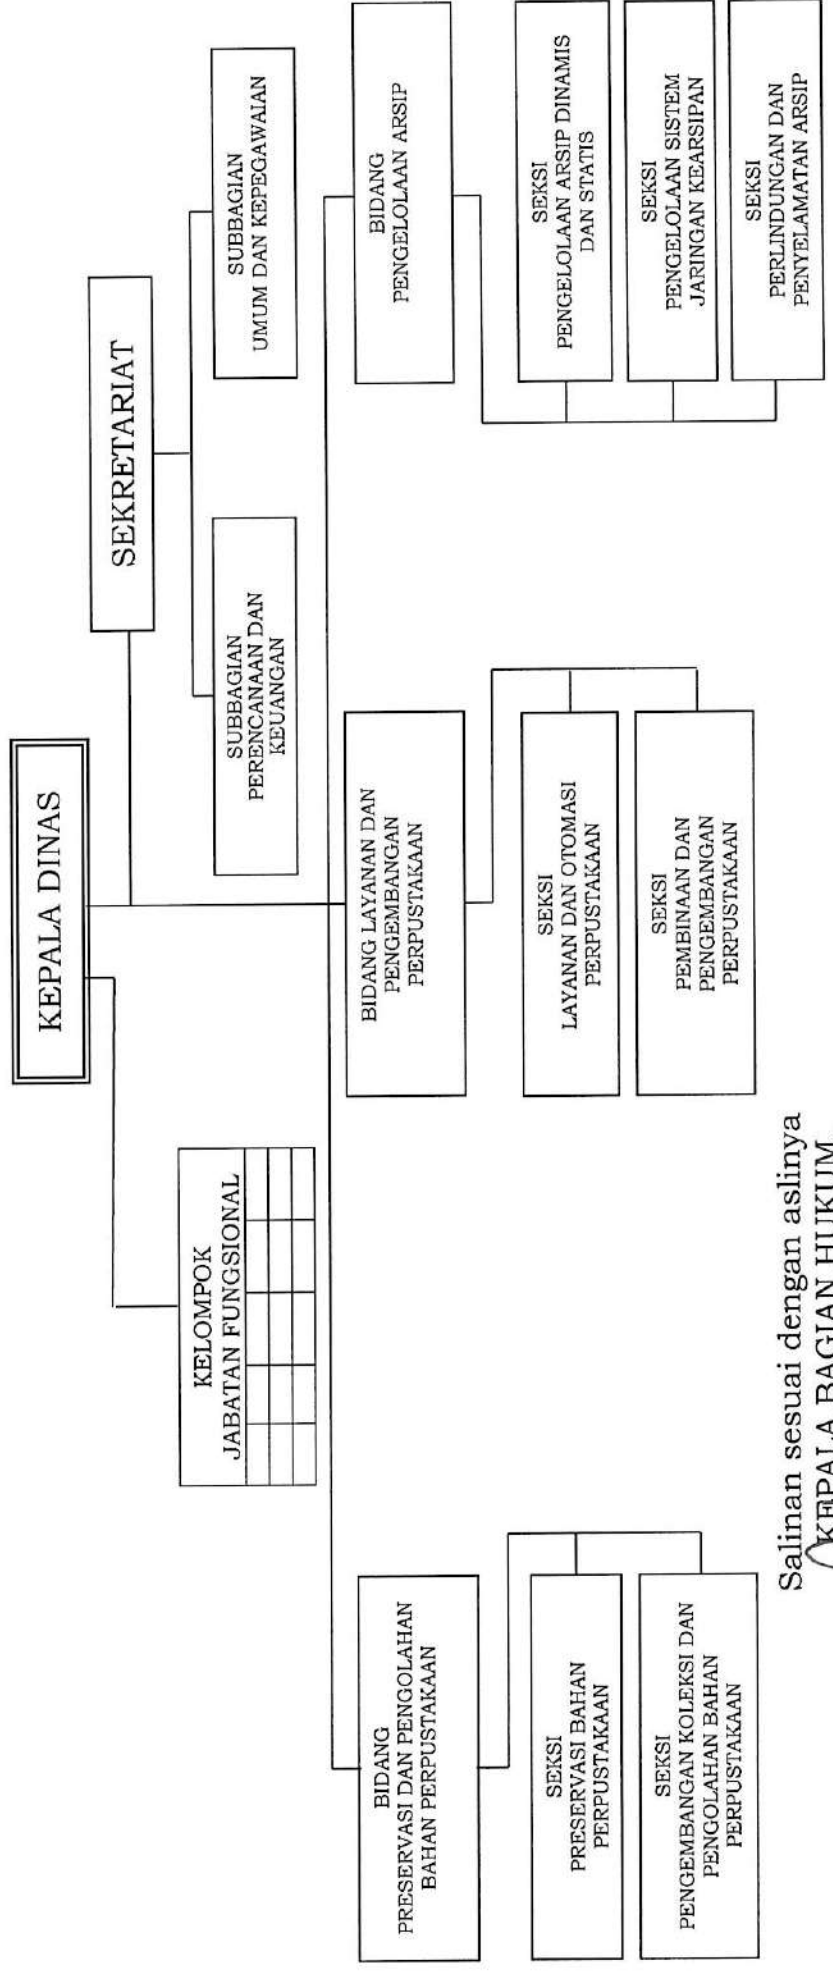 KEPALA DINAS
SEKRETARIAT
KELOMPOK
JABATAN FUNGSIONAL
SUBBAGIAN
PERENCANAAN DAN
KEUANGAN
SUBBAGIAN
UMUM DAN KEPEGAWAIAN
BIDANG
PRESERVASI DAN PENGOLAHAN
BAHAN PERPUSTAKAAN
BIDANG LAYANAN DAN
PENGEMBANGAN
PERPUSTAKAAN
BIDANG
PENGELOLAAN ARSIP
SEKSI
PRESERVASI BAHAN
PERPUSTAKAAN
SEKSI
PENGEMBANGAN KOLEKSI DAN
PENGOLAHAN BAHAN
PERPUSTAKAAN
SEKSI
LAYANAN DAN OTOMASI
PERPUSTAKAAN
SEKSI
PEMBINAAN DAN
PENGEMBANGAN
PERPUSTAKAAN
SEKSI
PENGELOLAAN ARSIP DINAMIS
DAN STATIS
SEKSI
PENGELOLAAN SISTEM
JARINGAN KEARSIPAN
SEKSI
PERLINDUNGAN DAN
PENYELAMATAN ARSIP
Salinan sesuai dengan aslinya
KEPALA BAGIAN HUKUM